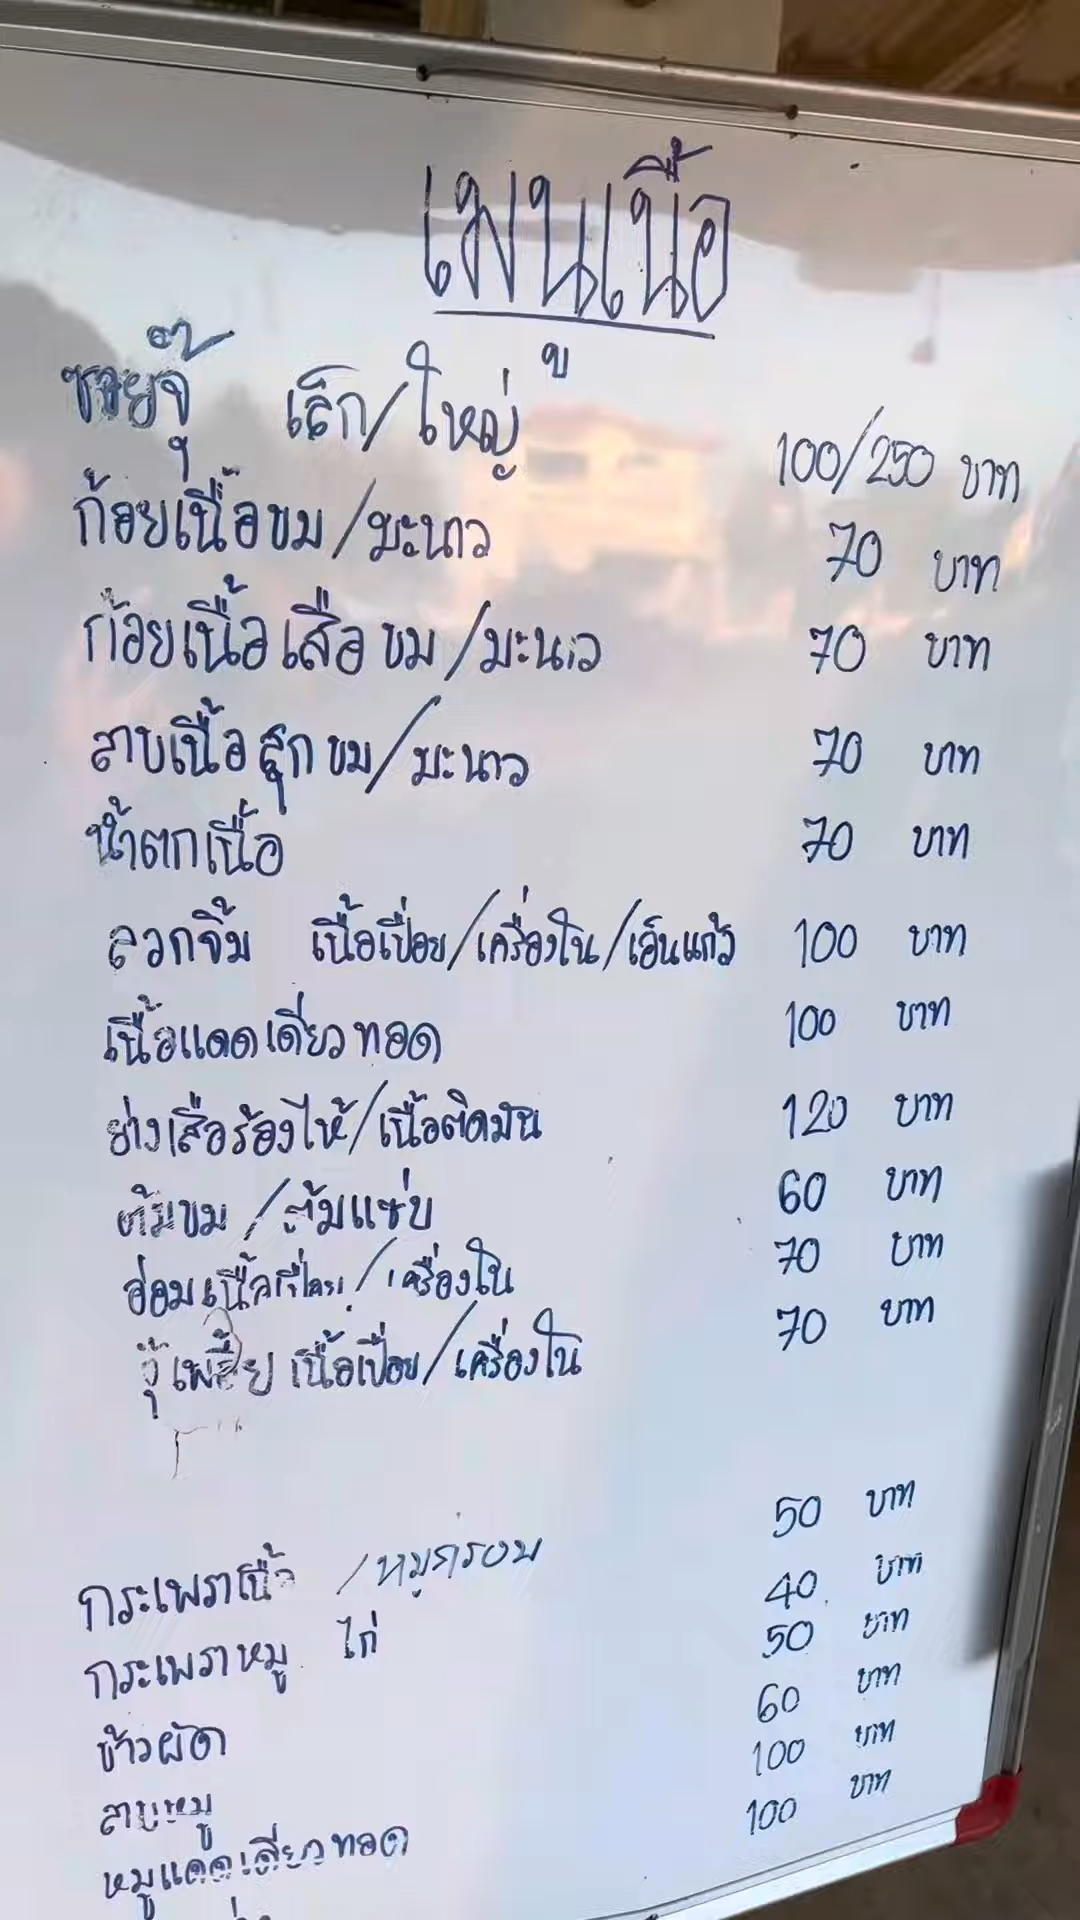 เมนูเนื้อ
ซอยจุ๊ เล็ก/ใหญ่ 100/250 บาท
ก้อยเนื้อขม/มะนาว 70 บาท
ก้อยเนื้อเสือขม/มะนาว 70 บาท
ลาบเนื้อสุกขม/มะนาว 70 บาท
น้ำตกเนื้อ 70 บาท
ลวกจิ้ม เนื้อเปื่อย/เครื่องใน/เอ็นแก้ว 100 บาท
เนื้อแดดเดียวทอด 100 บาท
ย่างเสือร้องไห้/เนื้อติดมัน 120 บาท
ต้มขม/ต้มแซ่บ 60 บาท
อ่อมเนื้อเปื่อย/เครื่องใน 70 บาท
จุ๊เพี้ย เนื้อเปื่อย/เครื่องใน 70 บาท
กระเพราเนื้อ /หมูกรอบ 50 บาท
กระเพราหมู ไก่ 40 บาท
ข้าวผัด 50 บาท
ลาบหมู 60 บาท
หมูแดดเดียวทอด 100 บาท
100 บาท